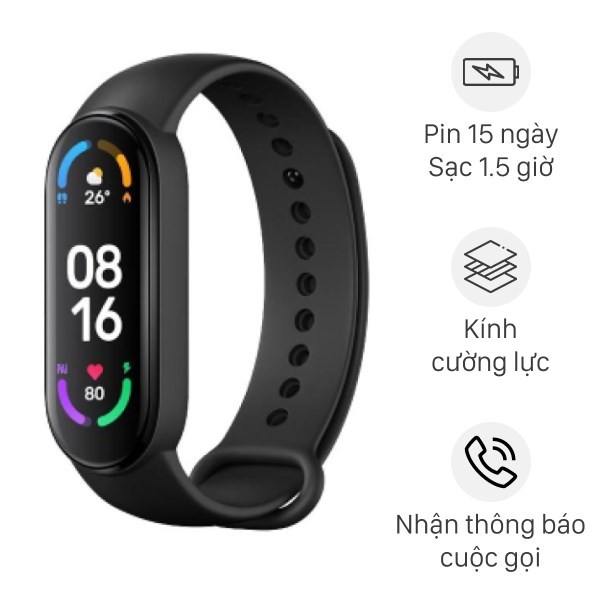 26°
08
16
80
Pin 15 ngày
Sạc 1.5 giờ
Kính
cường lực
Nhận thông báo
cuộc gọi